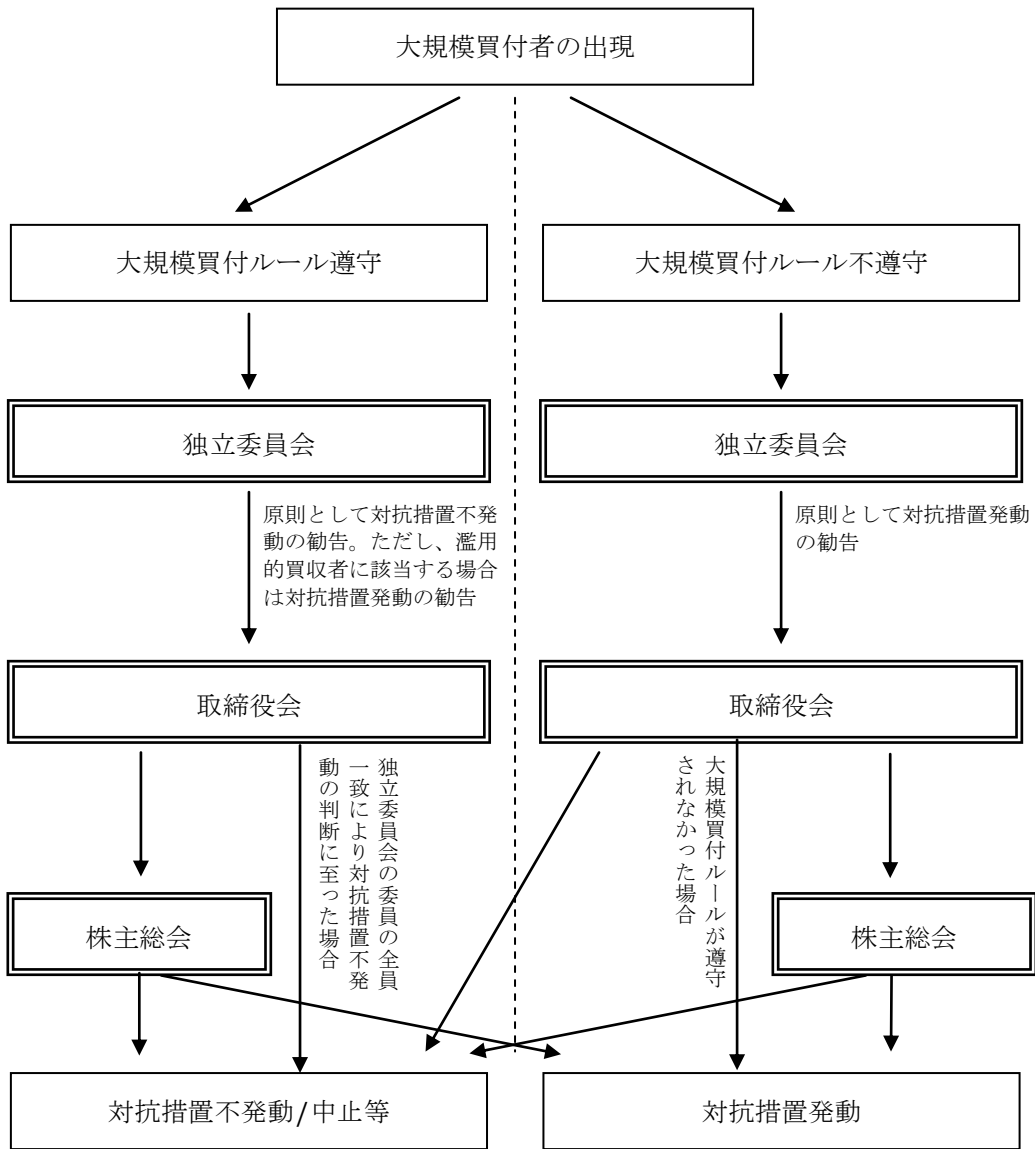 大規模買付者の出現
大規模買付ルール遵守
大規模買付ルール不遵守
独立委員会
独立委員会
原則として対抗措置不発
動の勧告。ただし、濫用
的買収者に該当する場合
は対抗措置発動の勧告
原則として対抗措置発動
の勧告
取締役会
取締役会
独立委員会の委員の全員
一致により対抗措置不発
動の判断に至った場合
大規模買付ルールが遵守
されなかった場合
株主総会
株主総会
対抗措置不発動/中止等
対抗措置発動